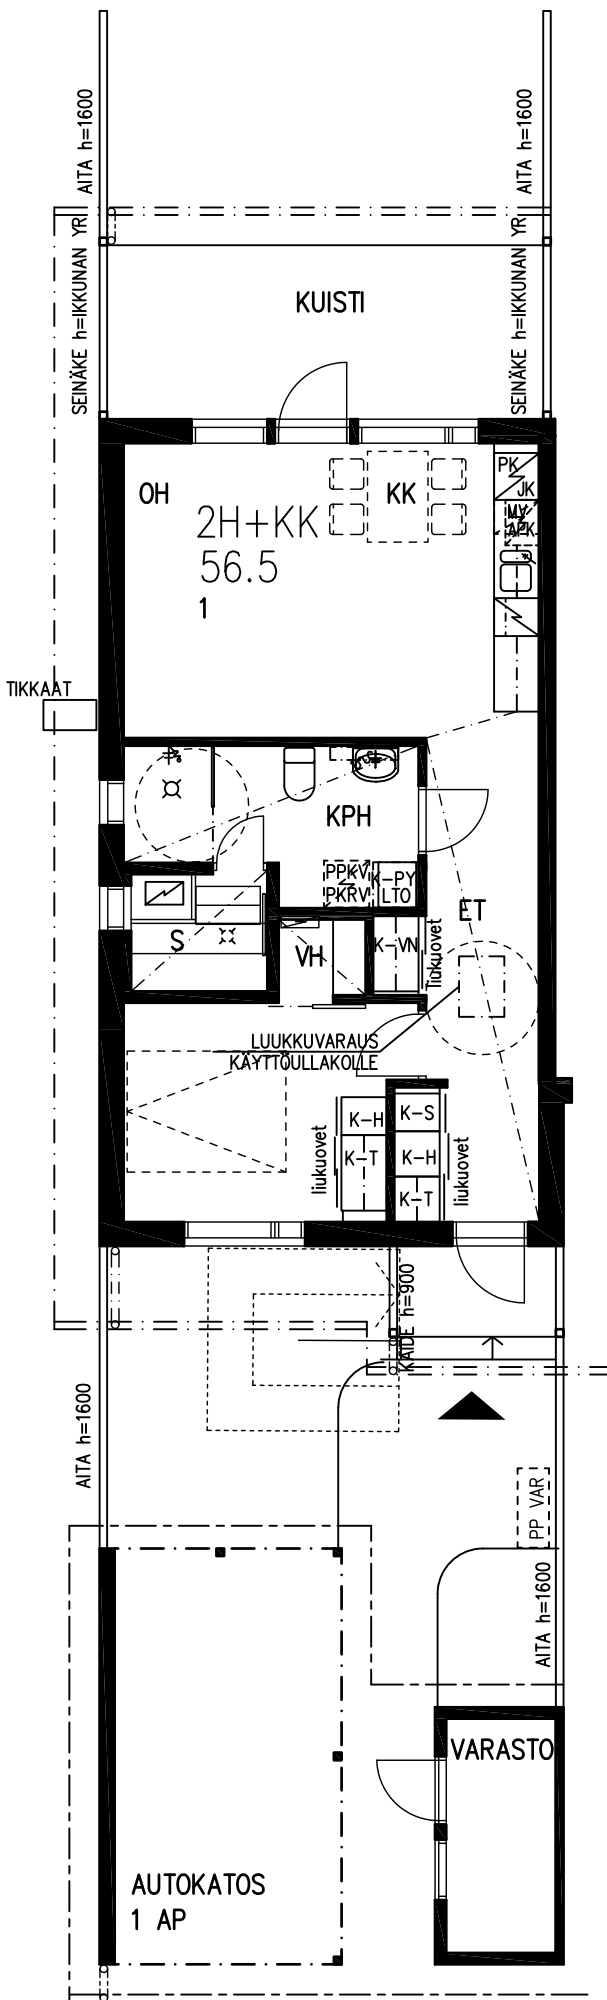 AITA h=1600
AITA h=1600
SEINÄKE h=IKKUNAN YR
SEINÄKE h=IKKUNAN YR
KUISTI
OH
KK
PK
JK
2H+KK
MV
APK
56.5
1
TIKKAAT
KPH
PPKV
PKRV
K-PY
LTO
ET
S
VH
K-VN
liukuovet
LUUKKUVARAUS
KÄYTTÖULLAKOLLE
K-H
K-S
K-T
K-H
K-T
liukuovet
liukuovet
KAIDE h=900
AITA h=1600
PP VAR
AITA h=1600
VARASTO
AUTOKATOS
1 AP